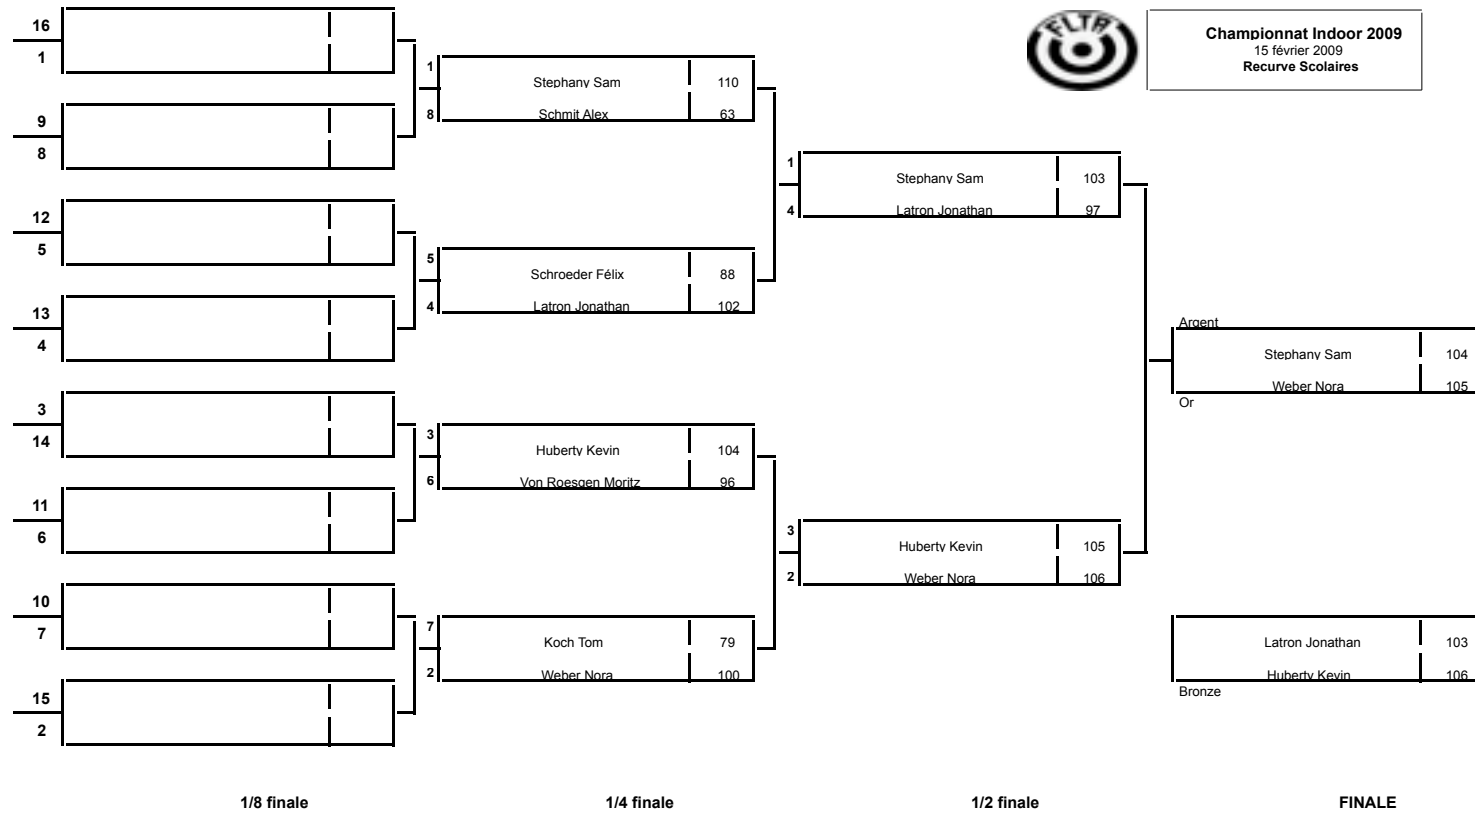 FLTA
Championnat Indoor 2009
15 février 2009
Recurve Scolaires
16
1
9
8
12
5
13
4
3
14
11
6
10
7
15
2
1 Stephany Sam 110
8 Schmit Alex 63
5 Schroeder Félix 88
4 Latron Jonathan 102
3 Huberty Kevin 104
6 Von Roesgen Moritz 96
7 Koch Tom 79
2 Weber Nora 100
1 Stephany Sam 103
4 Latron Jonathan 97
3 Huberty Kevin 105
2 Weber Nora 106
Argent
Stephany Sam 104
Weber Nora 105
Or
Latron Jonathan 103
Huberty Kevin 106
Bronze
1/8 finale
1/4 finale
1/2 finale
FINALE